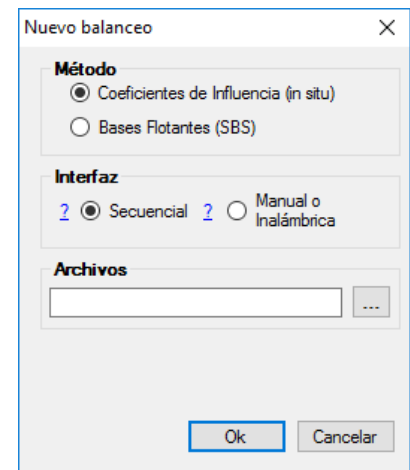 Nuevo balanceo
Método
Coeficientes de Influencia (in situ)
Bases Flotantes (SBS)
Interfaz
? Secuencial ? Manual o
Inalámbrica
Archivos
...
Ok Cancelar